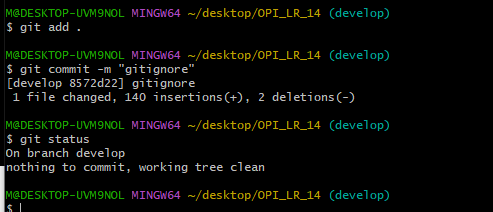 M@DESKTOP-UVM9NOL MINGW64 ~/desktop/OPI_LR_14 (develop)
$ git add .
M@DESKTOP-UVM9NOL MINGW64 ~/desktop/OPI_LR_14 (develop)
$ git commit -m "gitignore"
[develop 8572d22] gitignore
 1 file changed, 140 insertions(+), 2 deletions(-)
M@DESKTOP-UVM9NOL MINGW64 ~/desktop/OPI_LR_14 (develop)
$ git status
On branch develop
nothing to commit, working tree clean
M@DESKTOP-UVM9NOL MINGW64 ~/desktop/OPI_LR_14 (develop)
$